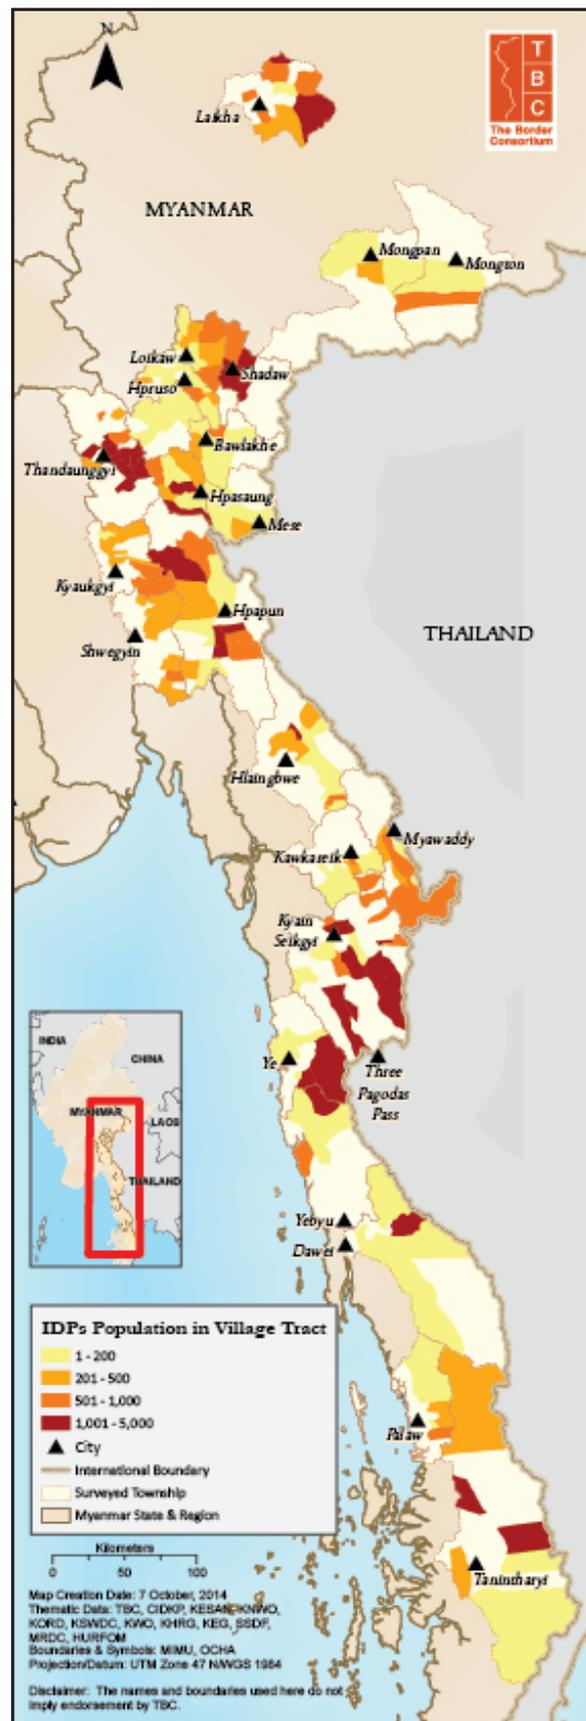 N
T
B
C
The Border
Consortium
Laikha
MYANMAR
Mongpan
Mongton
Loikaw
Shadaw
Hpruso
Bawlakhe
Thandaunggyi
Hpasaung
Mese
Kyaukgyi
Hpapun
THAILAND
Shwegyin
Hlaingbwe
Myawaddy
Kawkareik
Kyain
Seikgyi
Ye
Three
Pagodas
Pass
INDIA
CHINA
MYANMAR
LAOS
THAILAND
Yebyu
Dawei
IDPs Population in Village Tract
1 - 200
201 - 500
501 - 1,000
1,001 - 5,000
City
International Boundary
Surveyed Township
Myanmar State & Region
Palaw
Tanintharyi
Kilometers
0 50 100
Map Creation Date: 7 October, 2014
Thematic Data: TBC, CIDKP, KESAN, KNWO,
KORD, KSWDC, KWO, KHRG, KEG, SSDF,
MRDC, HURFOM
Boundaries & Symbols: MIMU, OCHA
Projection/Datum: UTM Zone 47 N/WGS 1984
Disclaimer: The names and boundaries used here do not
imply endorsement by TBC.